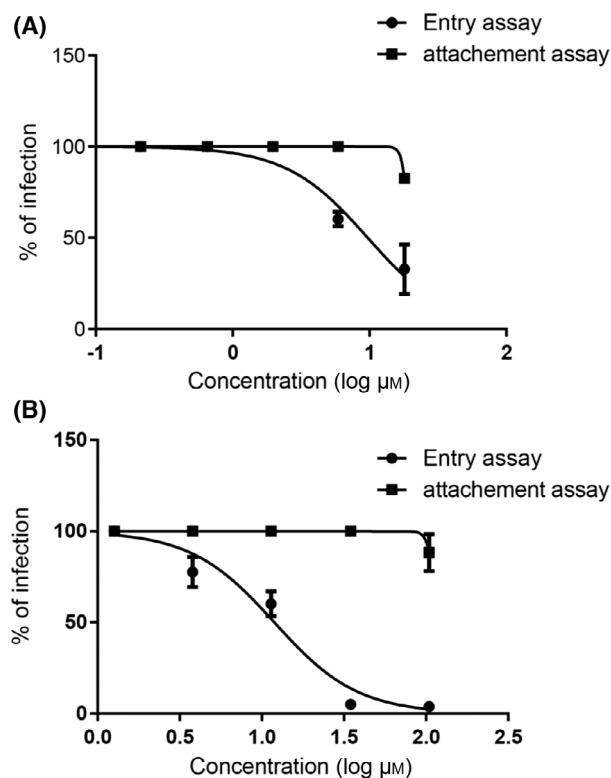 (A)
Entry assay
attachement assay
150
100
50
0
% of infection
-1 0 1 2
Concentration (log µM)
(B)
Entry assay
attachement assay
150
100
50
0
% of infection
0.0 0.5 1.0 1.5 2.0 2.5
Concentration (log µM)